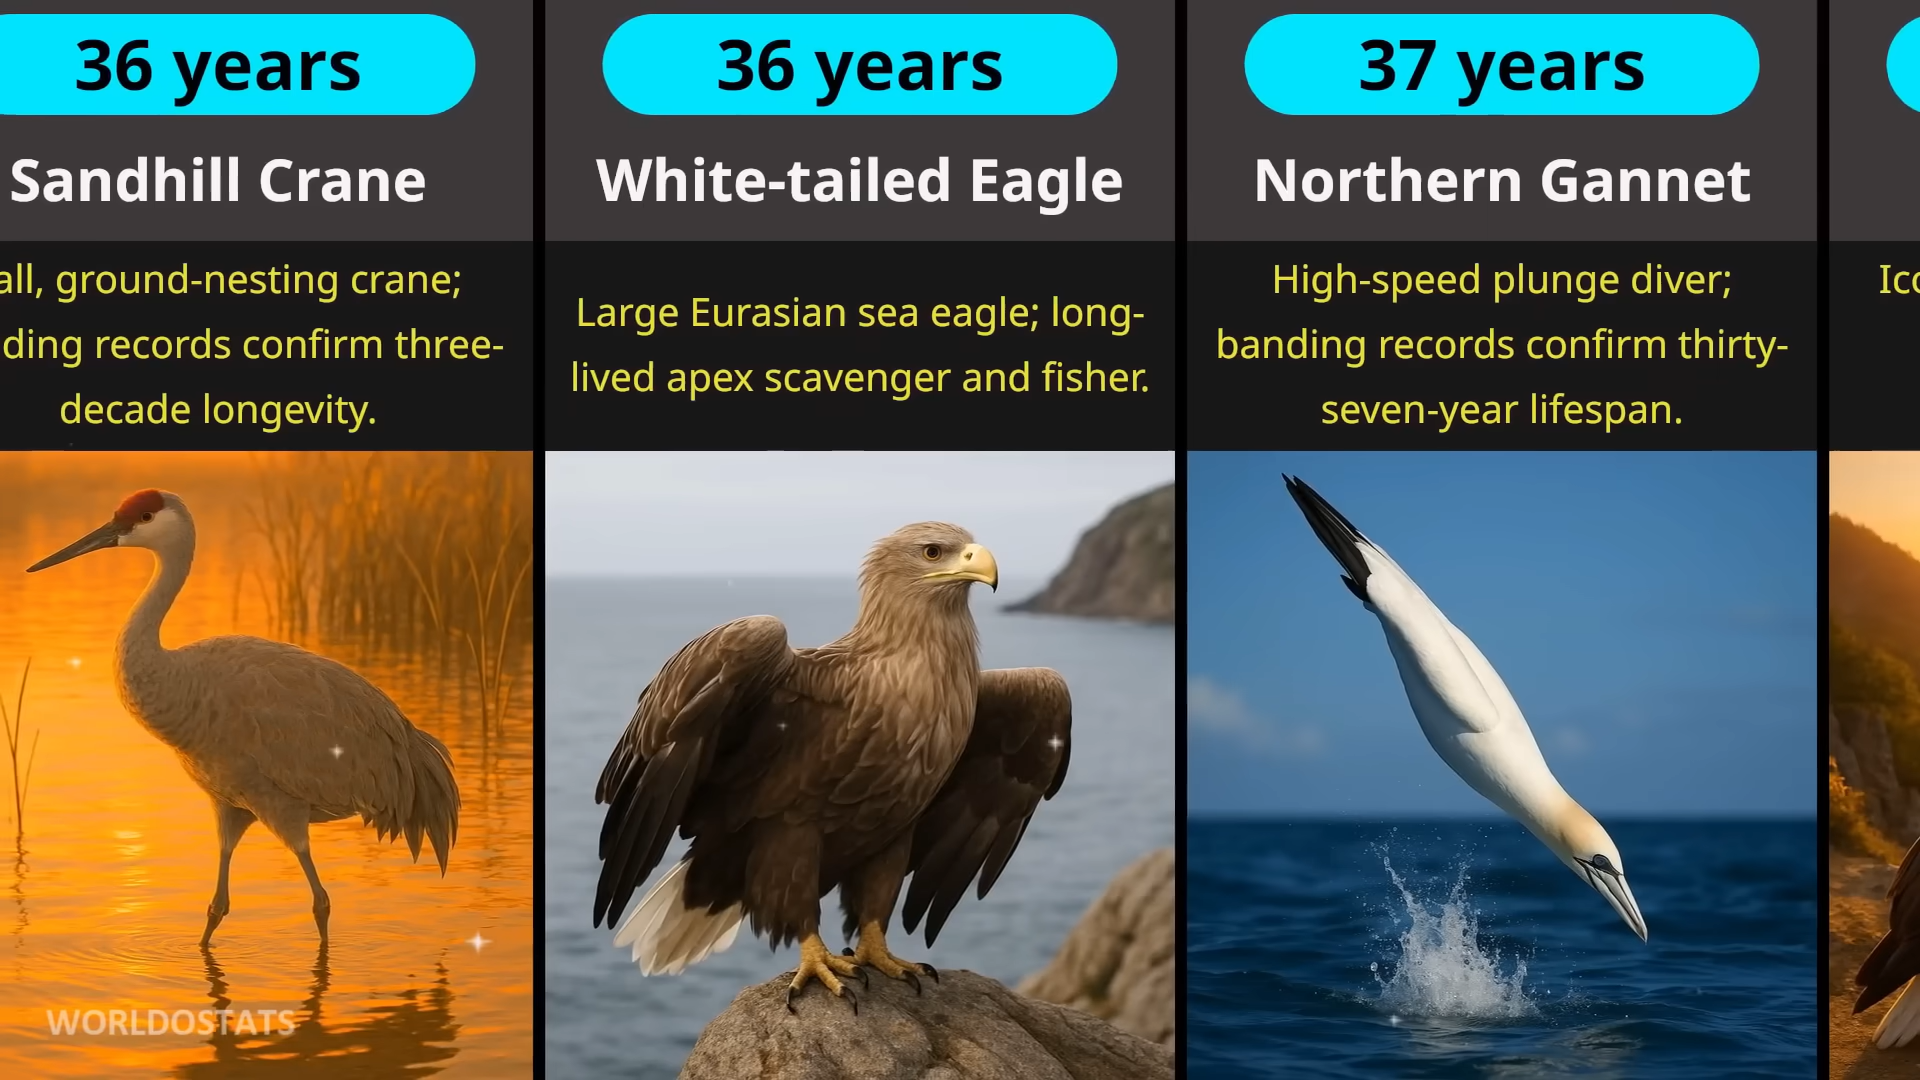 36 years
Sandhill Crane
all, ground-nesting crane;
ding records confirm three-
decade longevity.
36 years
White-tailed Eagle
Large Eurasian sea eagle; long-
lived apex scavenger and fisher.
37 years
Northern Gannet
High-speed plunge diver;
banding records confirm thirty-
seven-year lifespan.
WORLDOSTATS